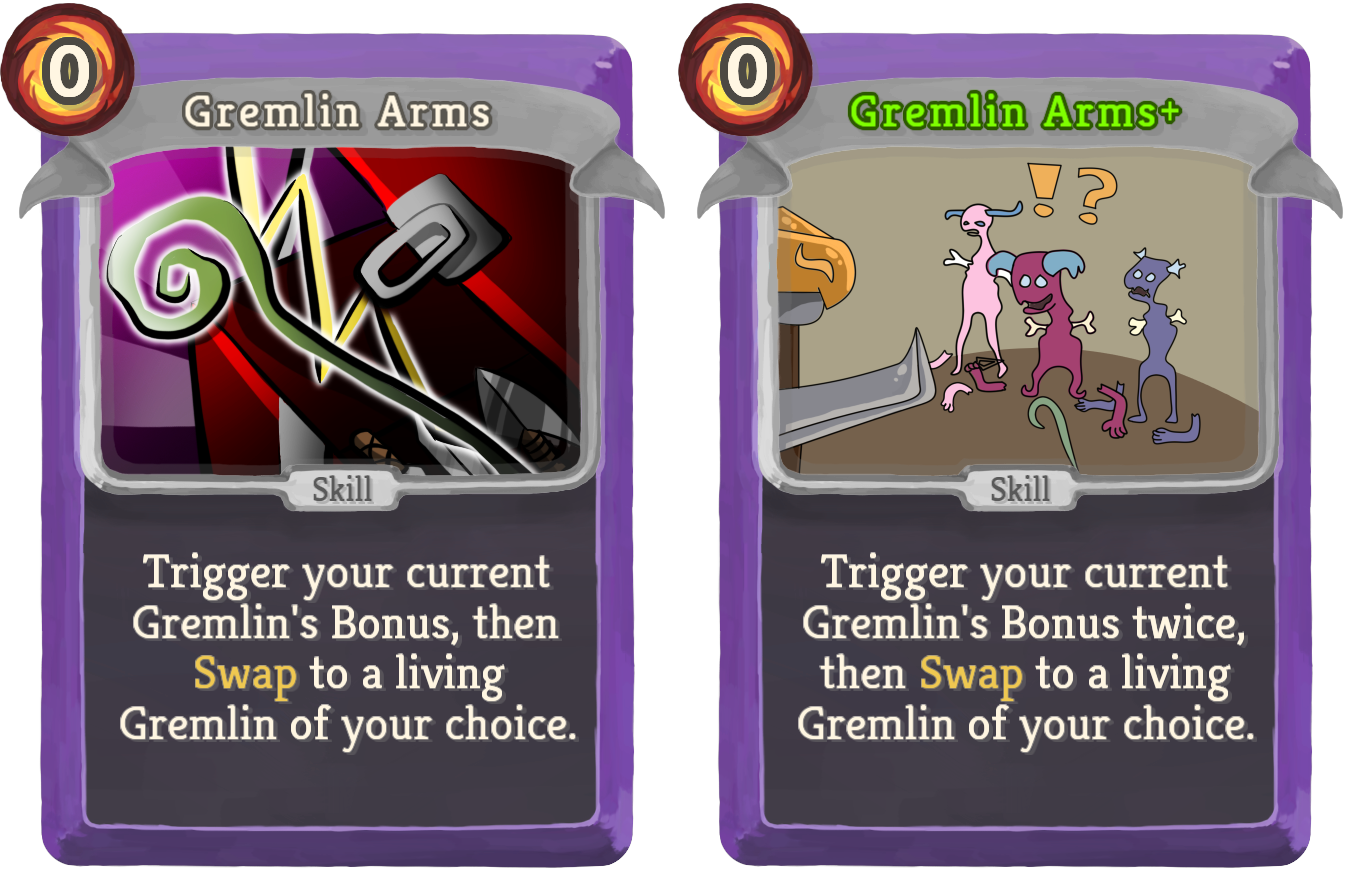 0
Gremlin Arms
Skill
Trigger your current
Gremlin's Bonus, then
Swap to a living
Gremlin of your choice.
0
Gremlin Arms+
!?
Skill
Trigger your current
Gremlin's Bonus twice,
then Swap to a living
Gremlin of your choice.